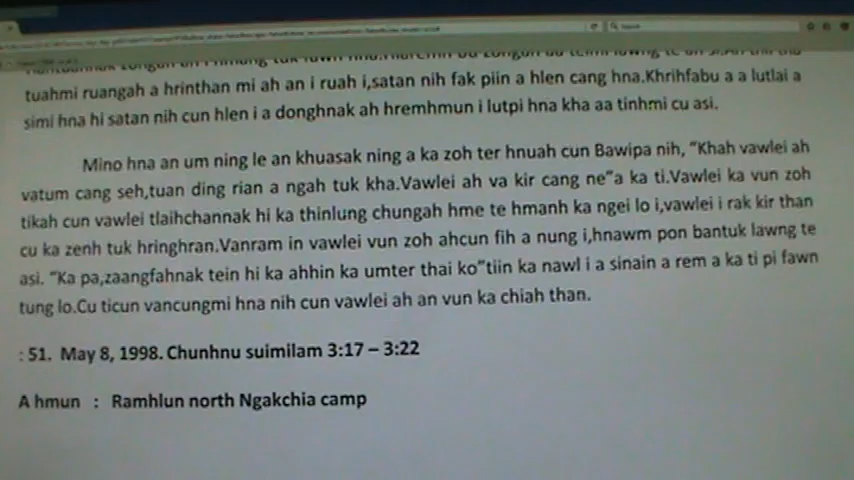 tuahmi ruangah a hrinthan mi ah an i ruah i,satan nih fak piin a hlen cang hna.Khrihfabu a a lutlai a
simi hna hi satan nih cun hlen i a donghnak ah hremhmun i lutpi hna kha aa tinhmi cu asi.
Mino hna an um ning le an khuasak ning a ka zoh ter hnuah cun Bawipa nih, "Khah vawlei ah
vatum cang seh,tuan ding rian a ngah tuk kha.Vawlei ah va kir cang ne"a ka ti.Vawlei ka vun zoh
tikah cun vawlei tlaihchannak hi ka thinlung chungah hme te hmanh ka ngei lo i,vawlei i rak kir than
cu ka zenh tuk hringhran.Vanram in vawlei vun zoh ahcun fih a nung i,hnawm pon bantuk lawng te
asi. "Ka pa,zaangfahnak tein hi ka ahhin ka umter thai ko"tiin ka nawl i a sinain a rem a ka ti pi fawn
tung lo.Cu ticun vancungmi hna nih cun vawlei ah an vun ka chiah than.
: 51. May 8, 1998. Chunhnu suimilam 3:17 – 3:22
A hmun : Ramhlun north Ngakchia camp